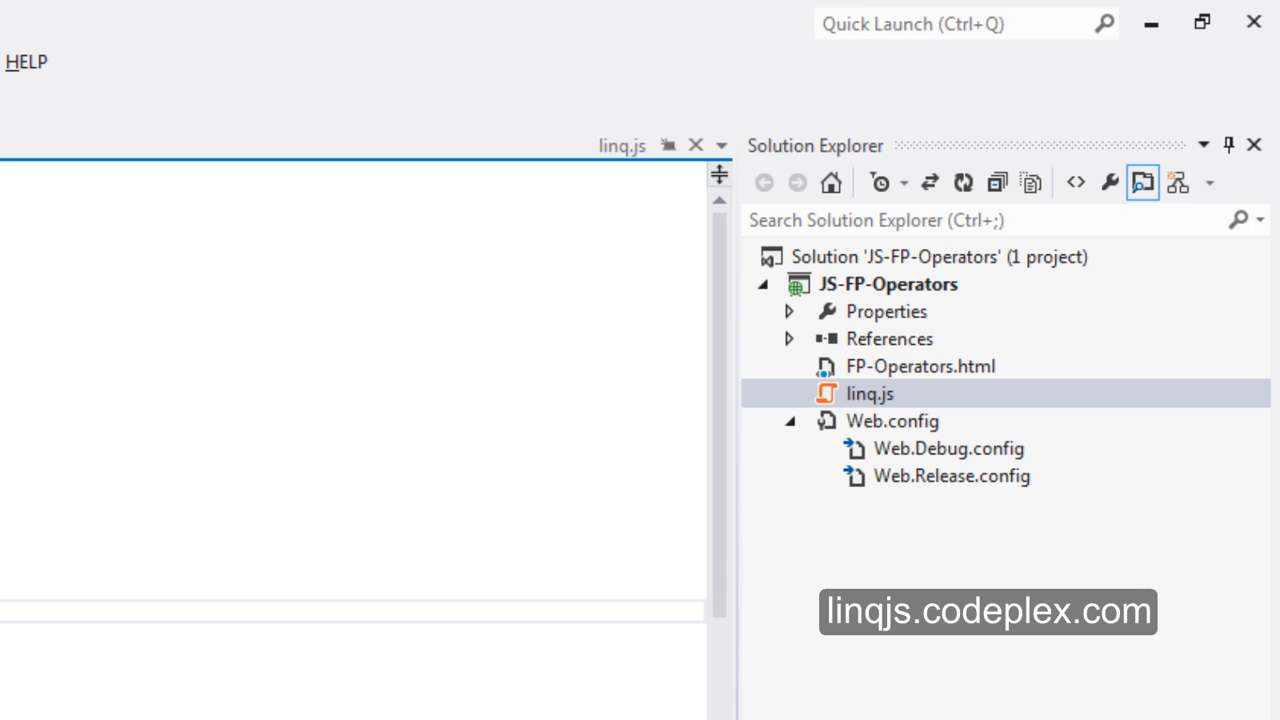 Quick Launch (Ctrl+Q)
HELP
linq.js
Solution Explorer
Search Solution Explorer (Ctrl+;)
Solution 'JS-FP-Operators' (1 project)
JS-FP-Operators
Properties
References
FP-Operators.html
linq.js
Web.config
Web.Debug.config
Web.Release.config
linqjs.codeplex.com